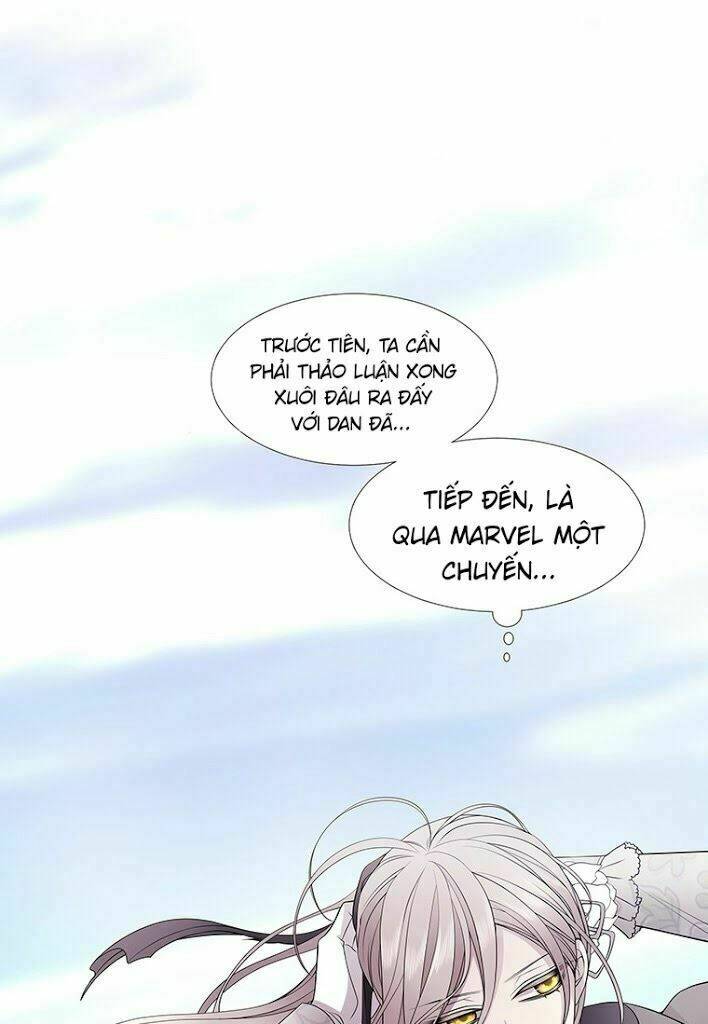 TRƯỚC TIÊN, TA CẦN
PHẢI THẢO LUẬN XONG
XUÔI ĐÂU RA ĐẤY
VỚI DAN ĐÃ...
TIẾP ĐẾN, LÀ
QUA MARVEL MỘT
CHUYẾN...